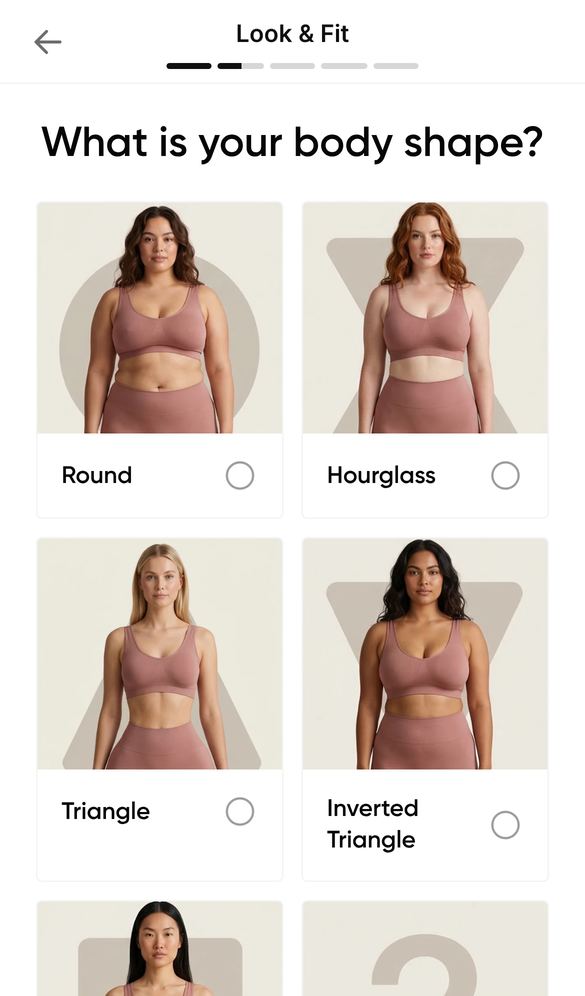 Look & Fit
What is your body shape?
Round
Hourglass
Triangle
Inverted
Triangle
?